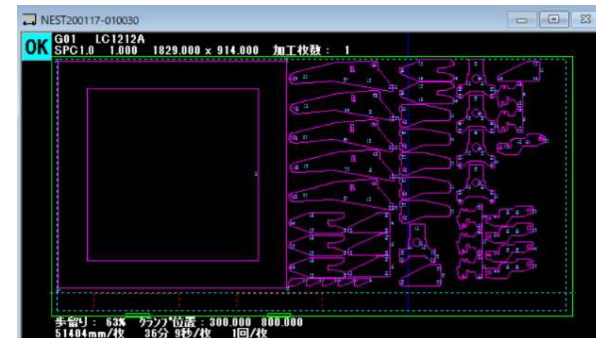 NEST200117-010030
OK
G01 LC1212A
SPC1.0 1.000 1829.000 x 914.000 加工枚数： 1
歩留り： 63% クランプ位置：300.000 800.000
51404mm/枚 36分 9秒/枚 1回/枚